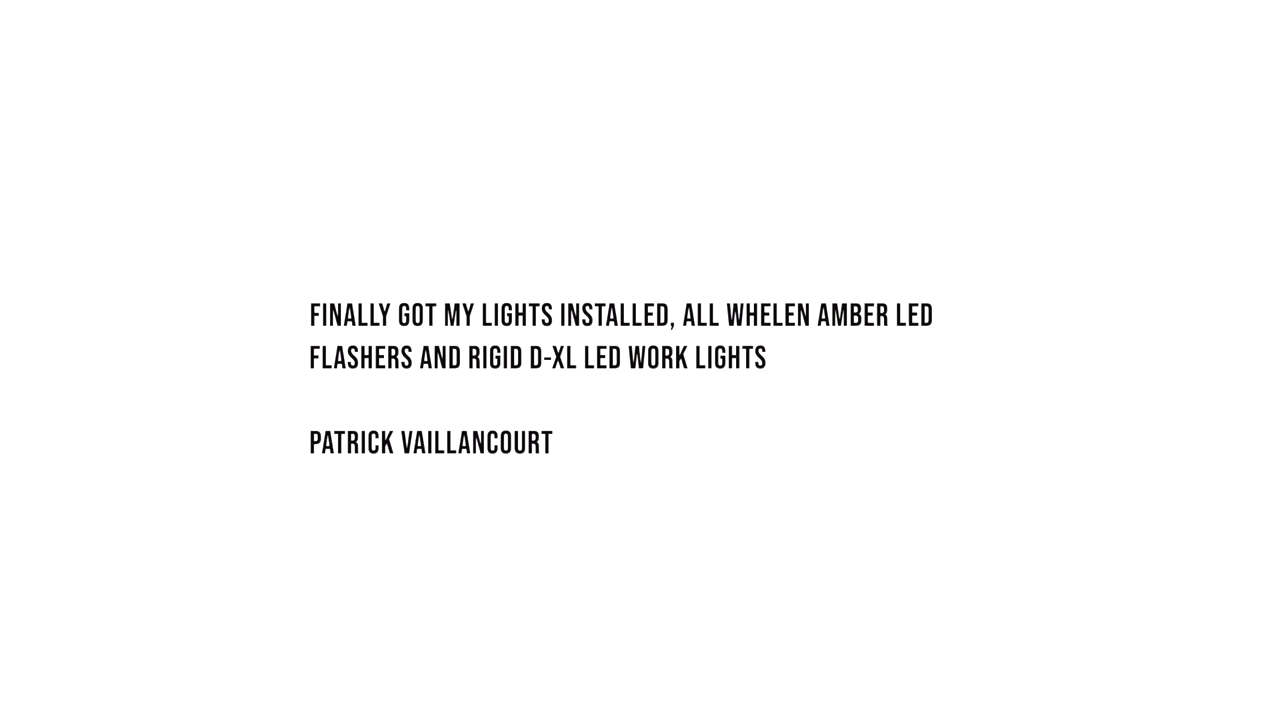 FINALLY GOT MY LIGHTS INSTALLED, ALL WHELEN AMBER LED
FLASHERS AND RIGID D-XL LED WORK LIGHTS
PATRICK VAILLANCOURT